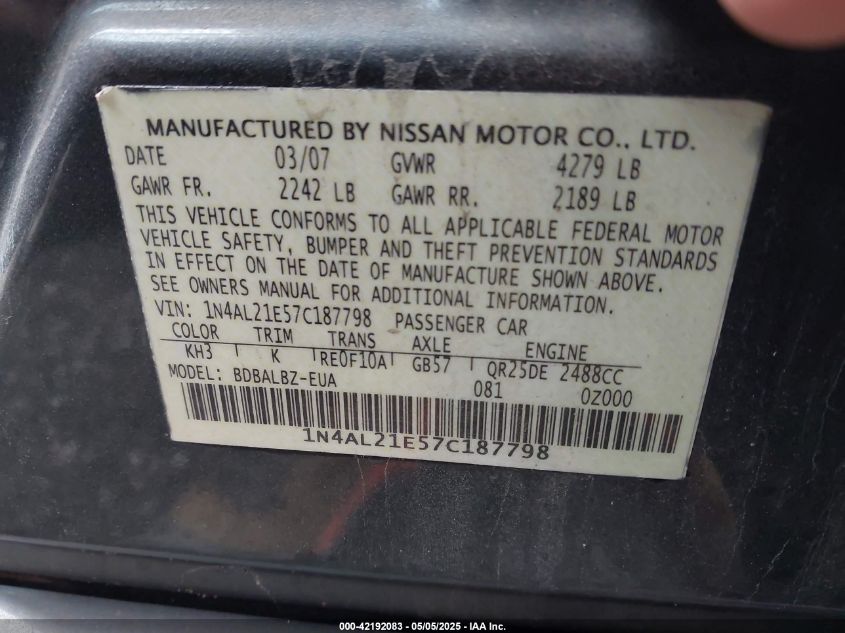 MANUFACTURED BY NISSAN MOTOR CO., LTD.
DATE 03/07 GVWR 4279 LB
GAWR FR. 2242 LB GAWR RR. 2189 LB
THIS VEHICLE CONFORMS TO ALL APPLICABLE FEDERAL MOTOR
VEHICLE SAFETY, BUMPER AND THEFT PREVENTION STANDARDS
IN EFFECT ON THE DATE OF MANUFACTURE SHOWN ABOVE.
SEE OWNERS MANUAL FOR ADDITIONAL INFORMATION.
VIN: 1N4AL21E57C187798 PASSENGER CAR
COLOR TRIM TRANS AXLE ENGINE
KH3 K RE0F10A GB57 QR25DE 2488CC
MODEL: BDBALBZ-EUA 081 0Z000
1N4AL21E57C187798
000-42192083 - 05/05/2025 - IAA Inc.